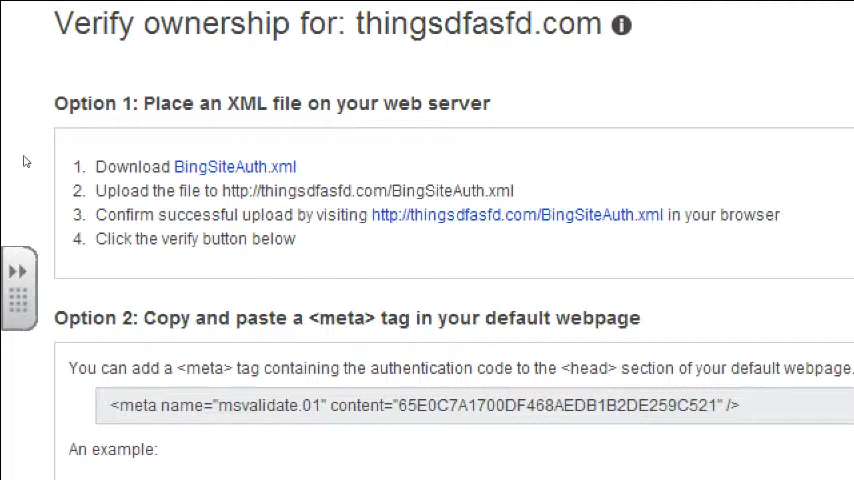 Verify ownership for: thingsdfasfd.com
Option 1: Place an XML file on your web server
1. Download BingSiteAuth.xml
2. Upload the file to http://thingsdfasfd.com/BingSiteAuth.xml
3. Confirm successful upload by visiting http://thingsdfasfd.com/BingSiteAuth.xml in your browser
4. Click the verify button below
Option 2: Copy and paste a <meta> tag in your default webpage
You can add a <meta> tag containing the authentication code to the <head> section of your default webpage.
<meta name="msvalidate.01" content="65E0C7A1700DF468AEDB1B2DE259C521" />
An example: